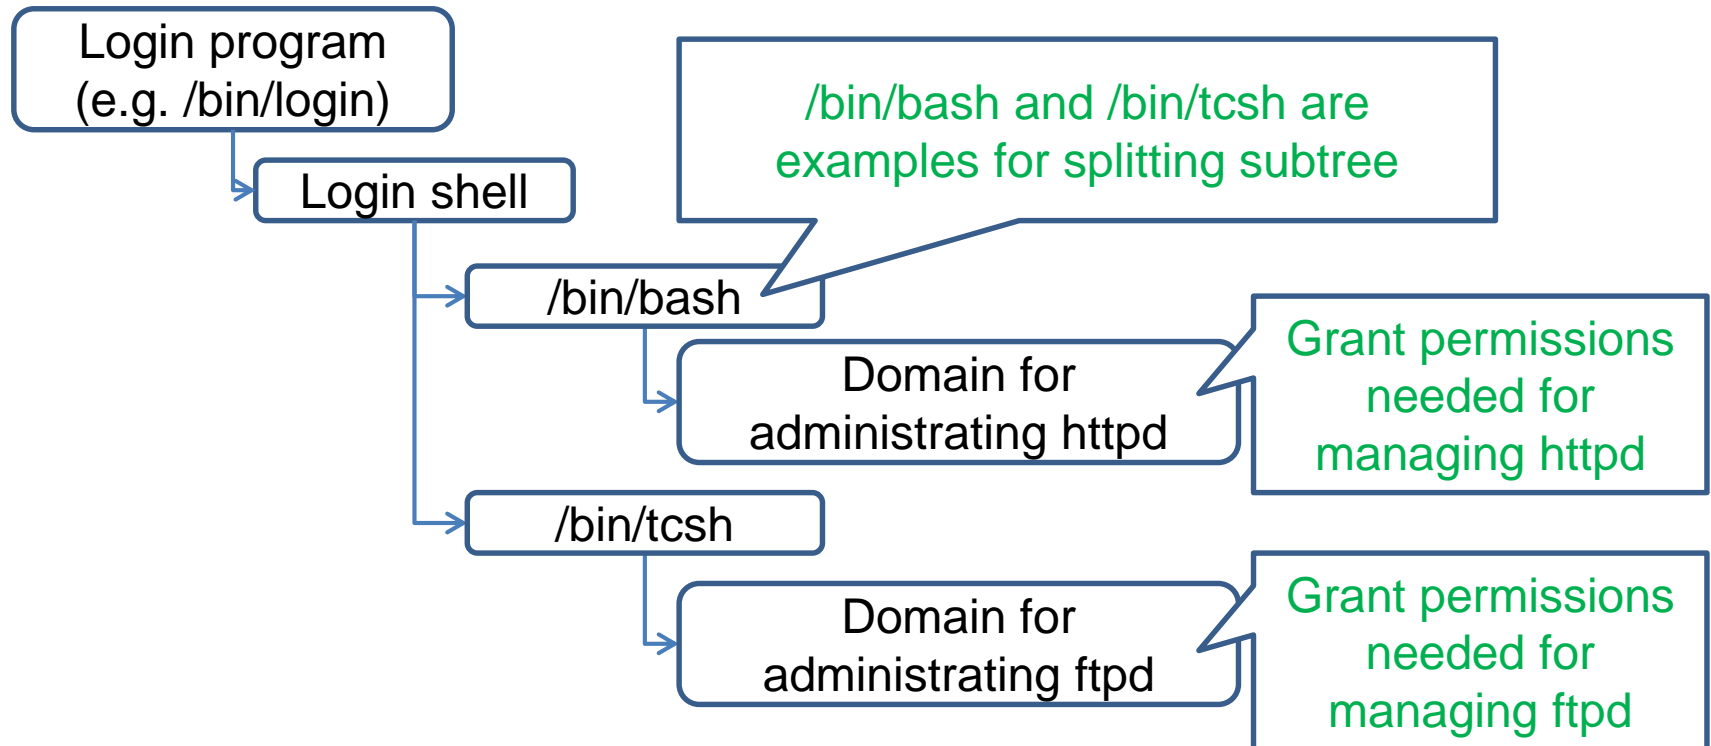 Login program
(e.g. /bin/login)
/bin/bash and /bin/tcsh are
examples for splitting subtree
Login shell
/bin/bash
Grant permissions
needed for
managing httpd
Domain for
administrating httpd
/bin/tcsh
Grant permissions
needed for
managing ftpd
Domain for
administrating ftpd